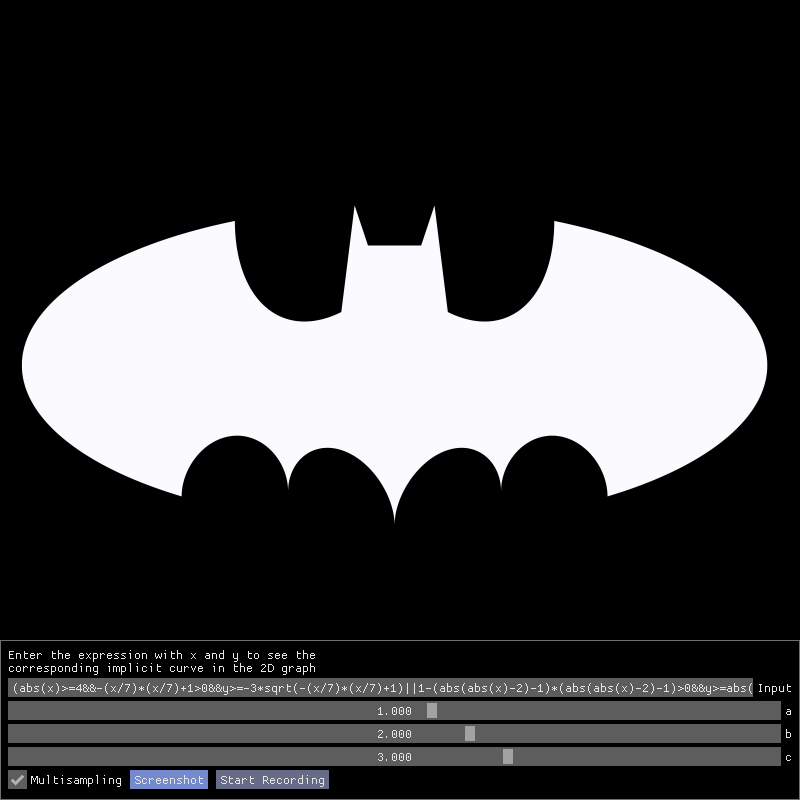 Enter the expression with x and y to see the
corresponding implicit curve in the 2D graph
(abs(x)>=4&&-(x/7)*(x/7)+1>0&&y>=-3*sqrt(-(x/7)*(x/7)+1)||1-(abs(abs(x)-2)-1)*(abs(abs(x)-2)-1)>0&&y>=abs( Input
1.000 a
2.000 b
3.000 c
Multisampling Screenshot Start Recording